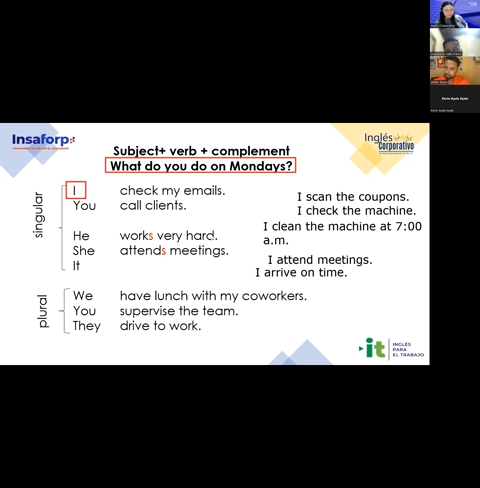 Insaforp
Inglés
Corporativo
Subject+ verb + complement
What do you do on Mondays?
singular
I check my emails.
You call clients.
He works very hard.
She attends meetings.
It
I scan the coupons.
I check the machine.
I clean the machine at 7:00
a.m.
I attend meetings.
I arrive on time.
plural
We have lunch with my coworkers.
You supervise the team.
They drive to work.
it
INGLÉS
PARA
EL TRABAJO
Kevin Ayala Ayala
Kevin Ayala Ayala